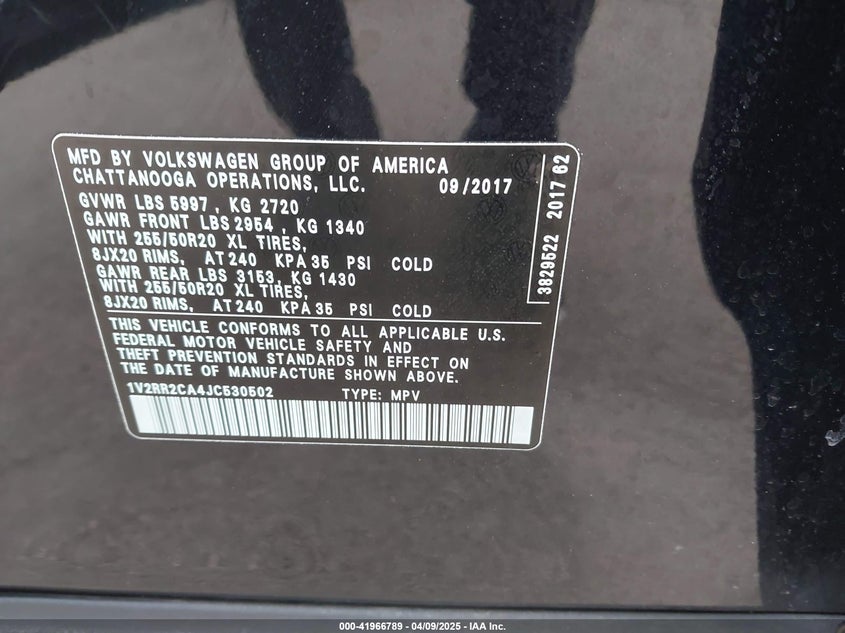 MFD BY VOLKSWAGEN GROUP OF AMERICA
CHATTANOOGA OPERATIONS, LLC. 09/2017
GVWR LBS 5997, KG 2720
GAWR FRONT LBS 2954, KG 1340
WITH 255/50R20 XL TIRES,
8JX20 RIMS, AT 240 KPA 35 PSI COLD
GAWR REAR LBS 3153, KG 1430
WITH 255/50R20 XL TIRES,
8JX20 RIMS, AT 240 KPA 35 PSI COLD
THIS VEHICLE CONFORMS TO ALL APPLICABLE U.S.
FEDERAL MOTOR VEHICLE SAFETY AND
THEFT PREVENTION STANDARDS IN EFFECT ON
THE DATE OF MANUFACTURE SHOWN ABOVE.
1V2RR2CA4JC530502 TYPE: MPV
3829522 2017 62
000-41966789 - 04/09/2025 - IAA Inc.